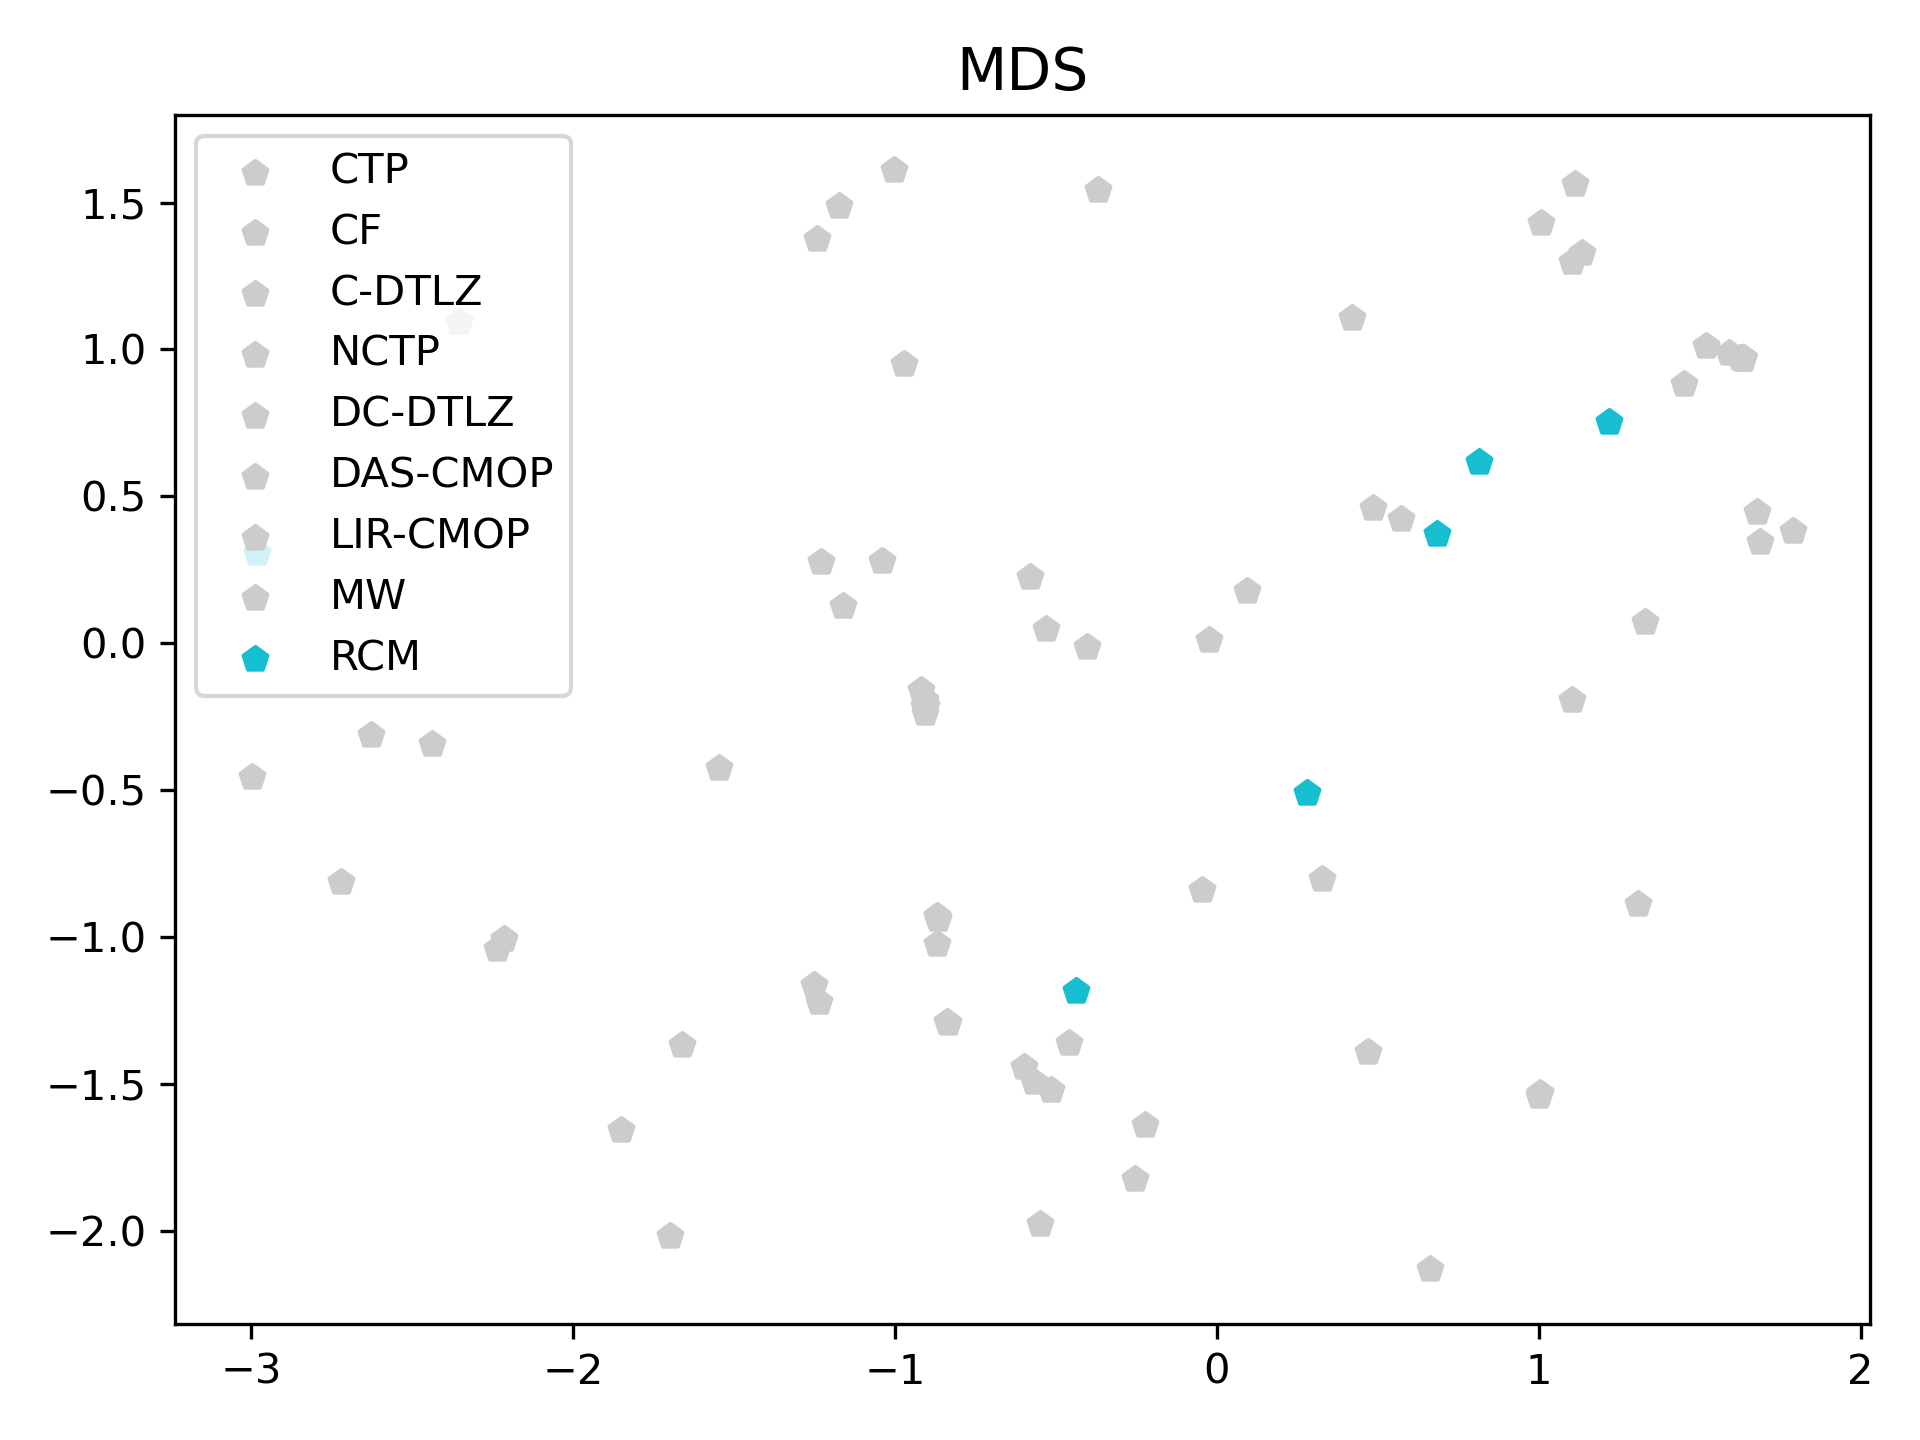 MDS
CTP
CF
C-DTLZ
NCTP
DC-DTLZ
DAS-CMOP
LIR-CMOP
MW
RCM
1.5
1.0
0.5
0.0
−0.5
−1.0
−1.5
−2.0
−3 −2 −1 0 1 2